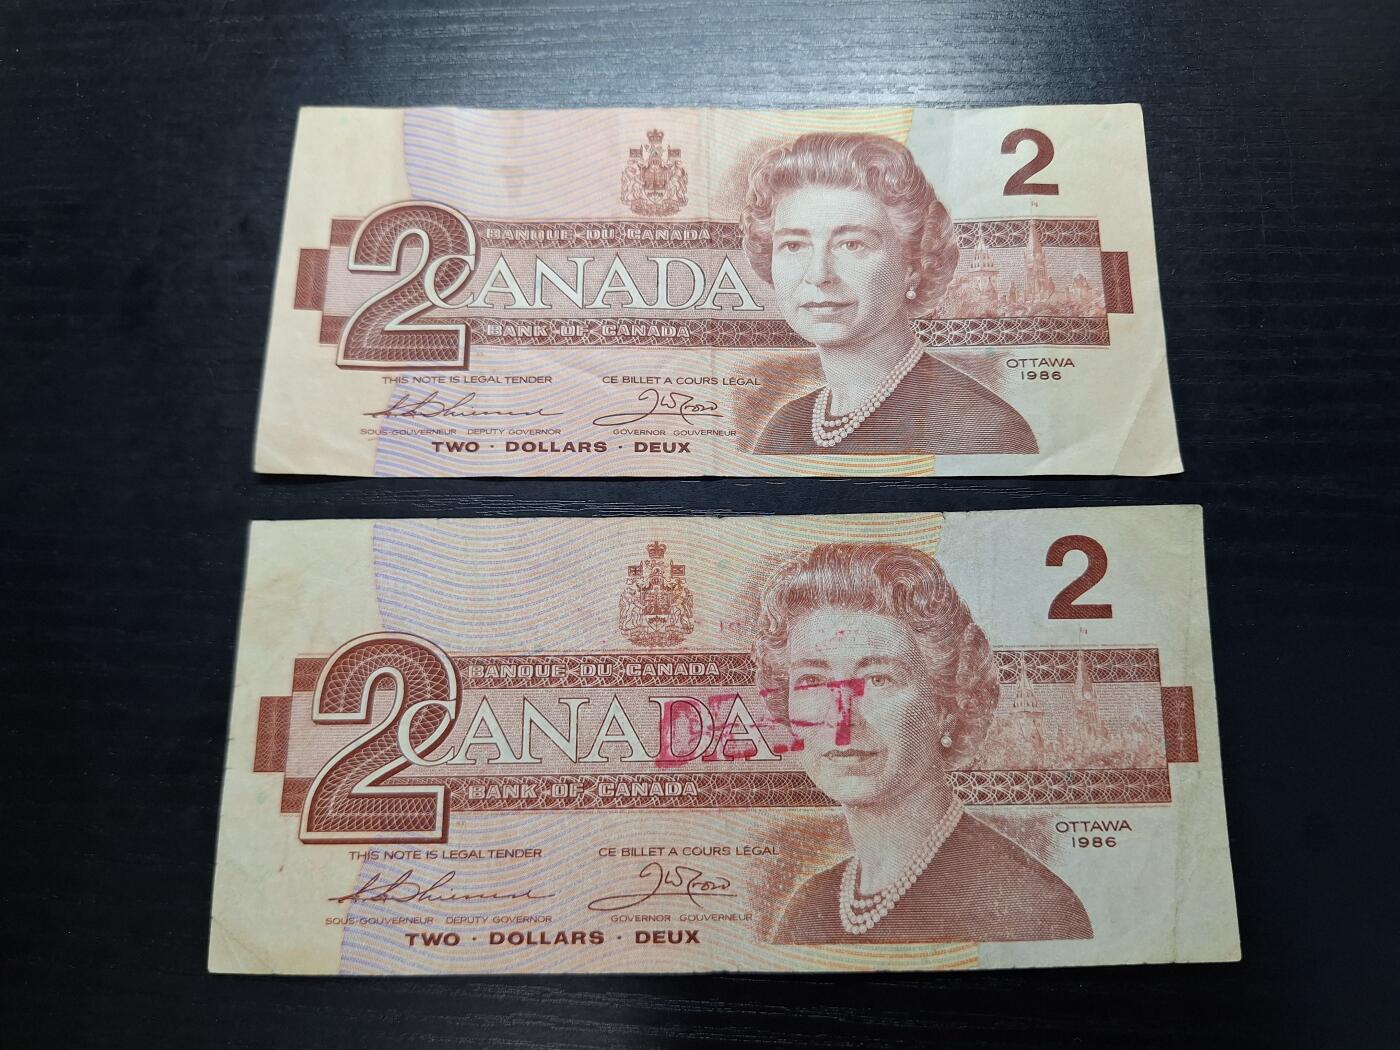 2
BANQUE DU CANADA
2 CANADA
BANK OF CANADA
OTTAWA
1986
THIS NOTE IS LEGAL TENDER CE BILLET A COURS LÉGAL
SOUS-GOUVERNEUR DEPUTY GOVERNOR GOVERNOR GOUVERNEUR
TWO · DOLLARS · DEUX
2
BANQUE DU CANADA
2 CANADA
BANK OF CANADA
OTTAWA
1986
THIS NOTE IS LEGAL TENDER CE BILLET A COURS LÉGAL
SOUS-GOUVERNEUR DEPUTY GOVERNOR GOVERNOR GOUVERNEUR
TWO · DOLLARS · DEUX